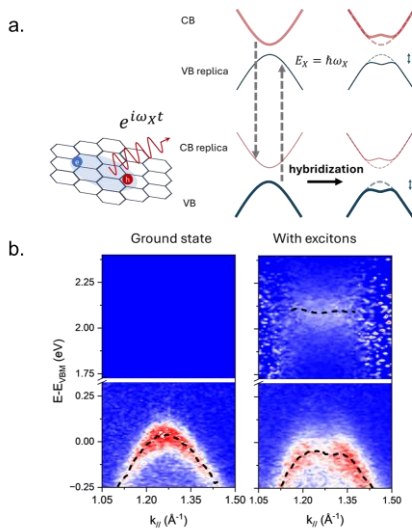 a.
CB
VB replica
E_X = ħω_X
e^{iω_Xt}
e
h
CB replica
hybridization
VB
b.
Ground state
With excitons
E-E_VBM (eV)
2.25
2.00
1.75
0.25
0.00
-0.25
1.05
1.20
1.35
1.50
1.05
1.20
1.35
1.50
k_{//} (Å⁻¹)
k_{//} (Å⁻¹)